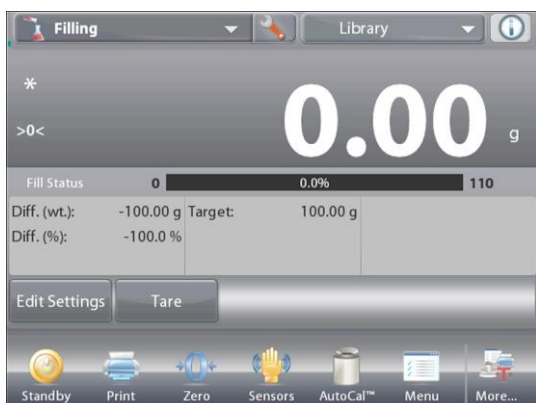 Filling Library
*
>0<
0.00 g
Fill Status 0 0.0% 110
Diff. (wt.): -100.00 g Target: 100.00 g
Diff. (%): -100.0 %
Edit Settings Tare
Standby Print Zero Sensors AutoCal™ Menu More...